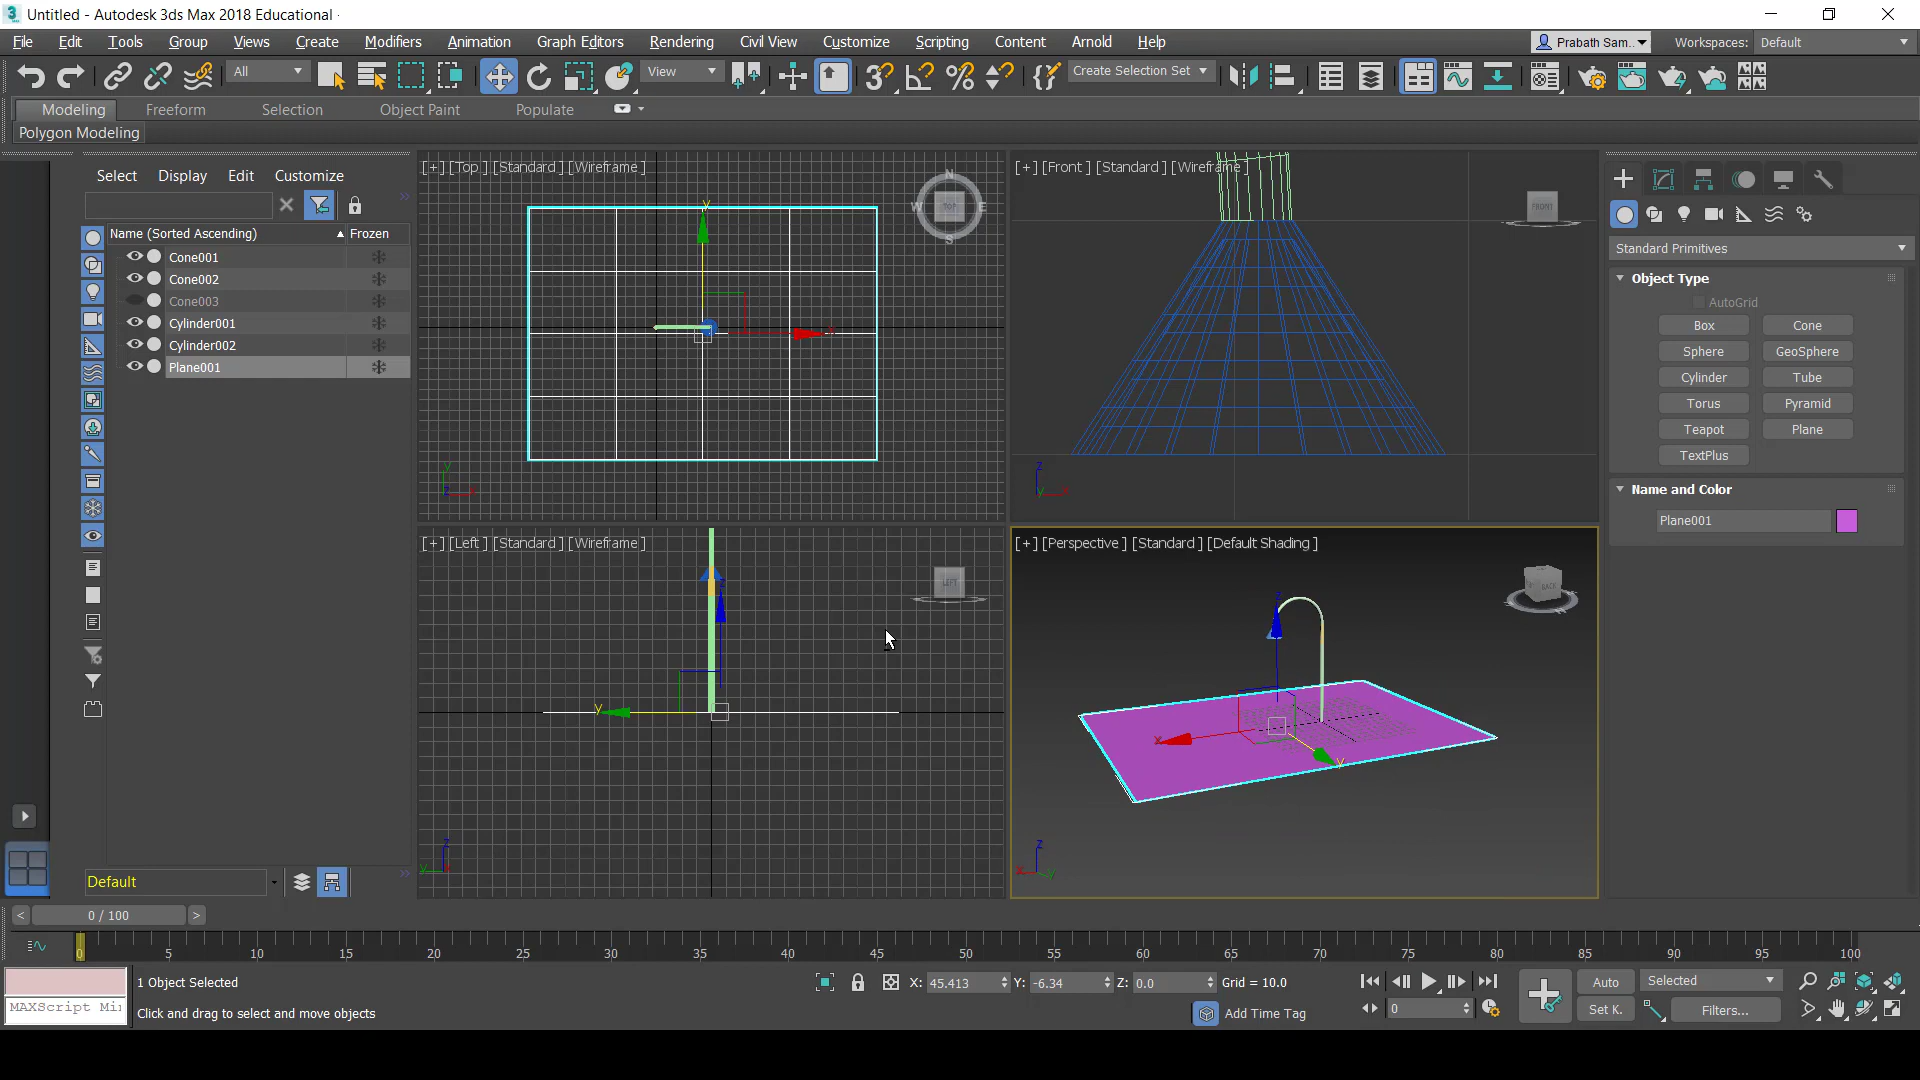 Untitled - Autodesk 3ds Max 2018 Educational
File Edit Tools Group Views Create Modifiers Animation Graph Editors Rendering Civil View Customize Scripting Content Arnold Help
Prabath Sam.. Workspaces: Default
All View Create Selection Set
Modeling Freeform Selection Object Paint Populate
Polygon Modeling
Select Display Edit Customize
Name (Sorted Ascending) Frozen
Cone001
Cone002
Cone003
Cylinder001
Cylinder002
Plane001
Default
[+] [Top ] [Standard ] [Wireframe ]
N
W TOP E
S
y
x
y
z x
[+] [Front ] [Standard ] [Wireframe ]
FRONT
z
y x
[+] [Left ] [Standard ] [Wireframe ]
LEFT
z
y
z
y x
[+] [Perspective ] [Standard ] [Default Shading ]
BACK
z
x
y
z
x y
Standard Primitives
Object Type
AutoGrid
Box Cone
Sphere GeoSphere
Cylinder Tube
Torus Pyramid
Teapot Plane
TextPlus
Name and Color
Plane001
< 0 / 100 >
0 5 10 15 20 25 30 35 40 45 50 55 60 65 70 75 80 85 90 95 100
1 Object Selected
X: 45.413 Y: -6.34 Z: 0.0 Grid = 10.0
Auto Selected
MAXScript Mi
Click and drag to select and move objects
Add Time Tag
0
Set K. Filters...